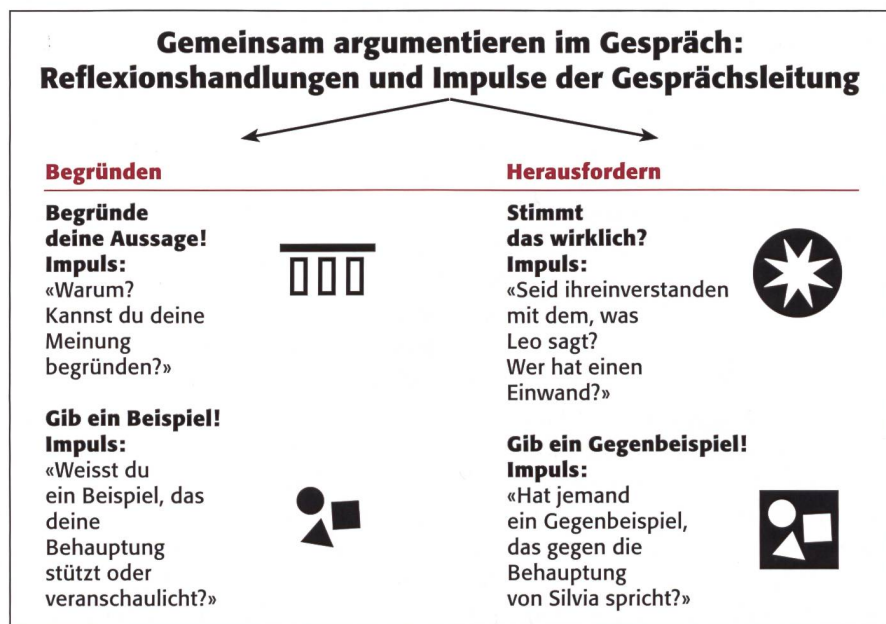 Gemeinsam argumentieren im Gespräch:
Reflexionshandlungen und Impulse der Gesprächsleitung
Begründen
Begründe
deine Aussage!
Impuls:
«Warum?
Kannst du deine
Meinung
begründen?»
Gib ein Beispiel!
Impuls:
«Weisst du
ein Beispiel, das
deine
Behauptung
stützt oder
veranschaulicht?»
Herausfordern
Stimmt
das wirklich?
Impuls:
«Seid ihreinverstanden
mit dem, was
Leo sagt?
Wer hat einen
Einwand?»
Gib ein Gegenbeispiel!
Impuls:
«Hat jemand
ein Gegenbeispiel,
das gegen die
Behauptung
von Silvia spricht?»